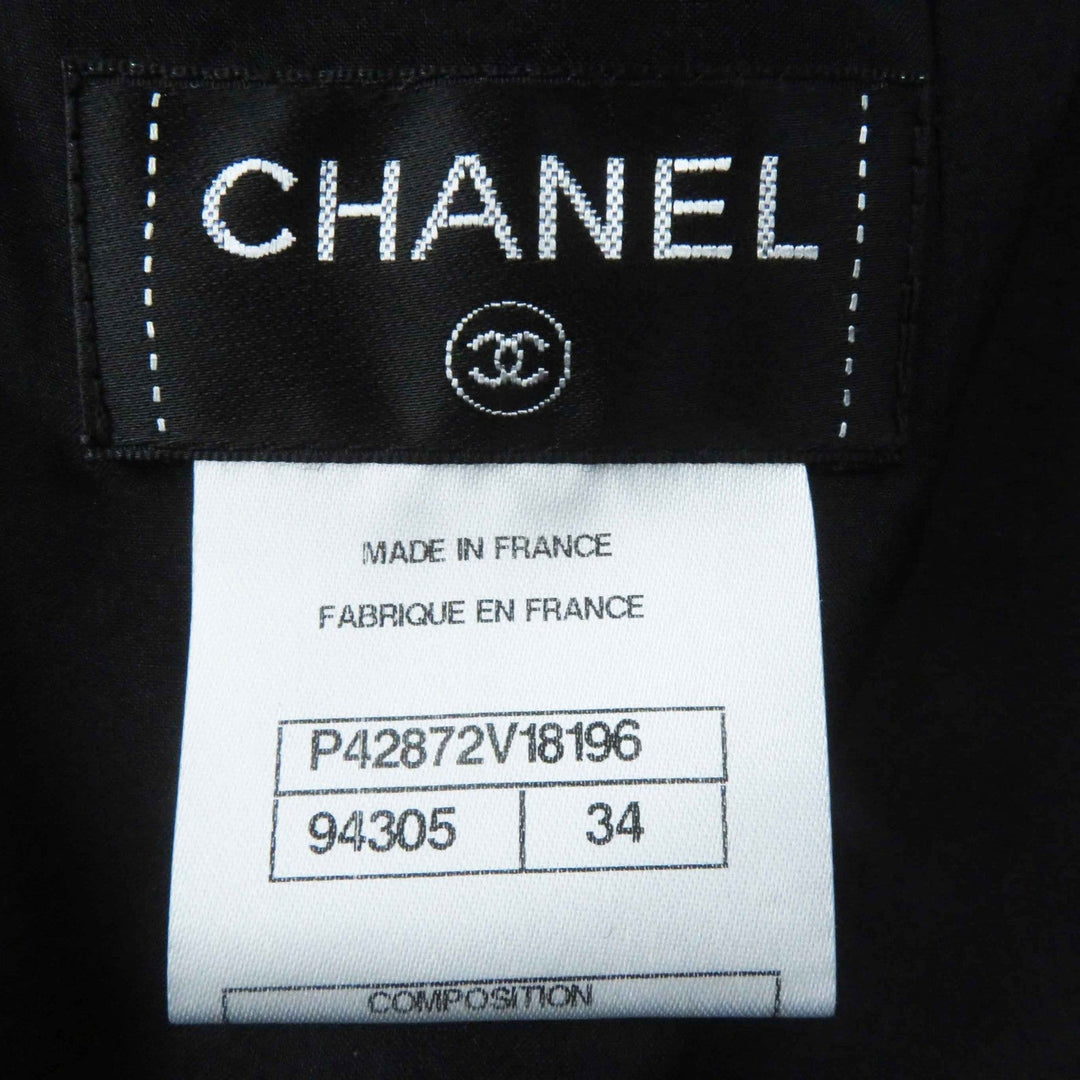 CHANEL
MADE IN FRANCE
FABRIQUE EN FRANCE
P42872V18196
94305 34
COMPOSITION